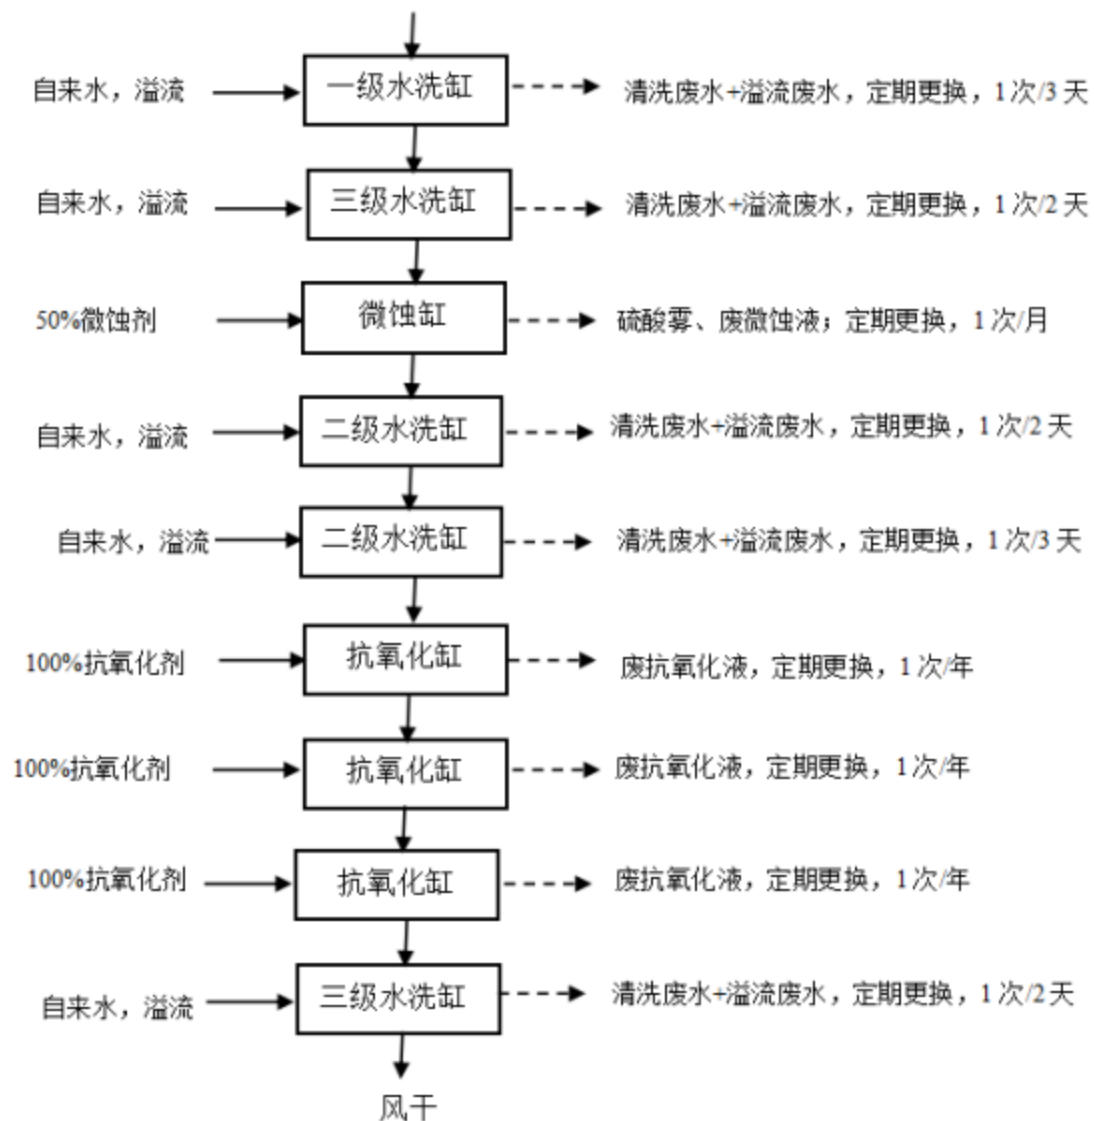 自来水，溢流 一级水洗缸 清洗废水+溢流废水，定期更换，1次/3天
自来水，溢流 三级水洗缸 清洗废水+溢流废水，定期更换，1次/2天
50%微蚀剂 微蚀缸 硫酸雾、废微蚀液；定期更换，1次/月
自来水，溢流 二级水洗缸 清洗废水+溢流废水，定期更换，1次/2天
自来水，溢流 二级水洗缸 清洗废水+溢流废水，定期更换，1次/3天
100%抗氧化剂 抗氧化缸 废抗氧化液，定期更换，1次/年
100%抗氧化剂 抗氧化缸 废抗氧化液，定期更换，1次/年
100%抗氧化剂 抗氧化缸 废抗氧化液，定期更换，1次/年
自来水，溢流 三级水洗缸 清洗废水+溢流废水，定期更换，1次/2天
风干